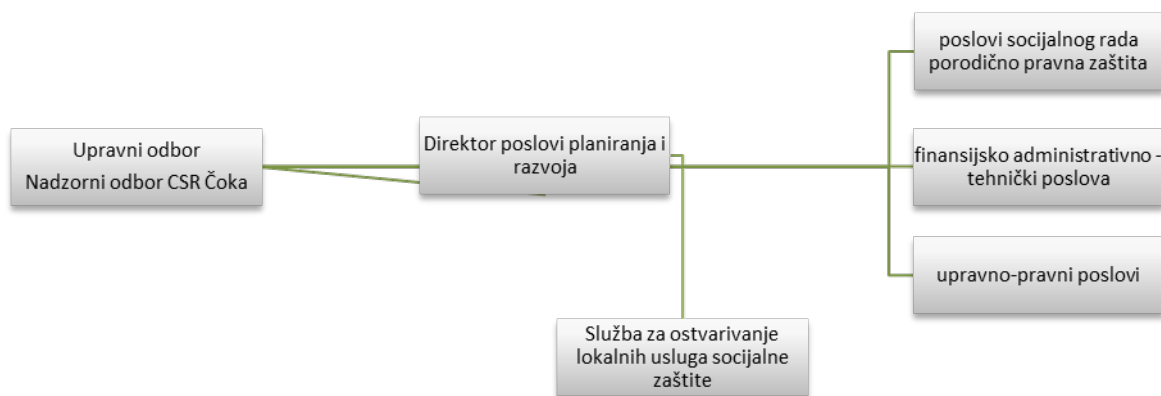 Upravni odbor
Nadzorni odbor CSR Čoka
Direktor poslovi planiranja i
razvoja
poslovi socijalnog rada
porodično pravna zaštita
finansijsko administrativno -
tehnički poslova
upravno-pravni poslovi
Služba za ostvarivanje
lokalnih usluga socijalne
zaštite